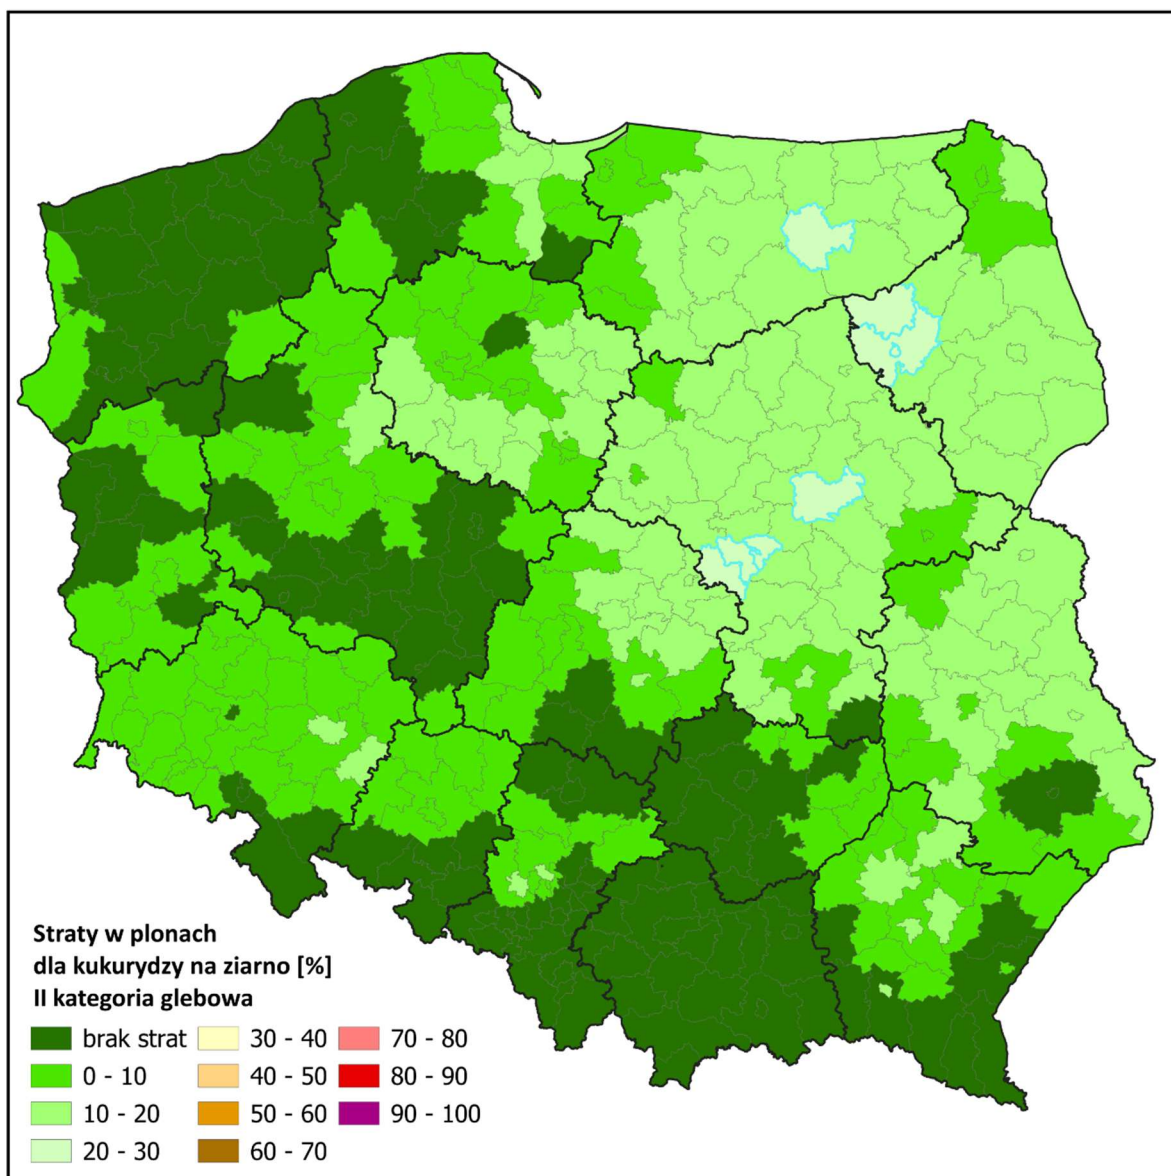 Straty w plonach
dla kukurydzy na ziarno [%]
II kategoria glebowa
brak strat
0 - 10
10 - 20
20 - 30
30 - 40
40 - 50
50 - 60
60 - 70
70 - 80
80 - 90
90 - 100